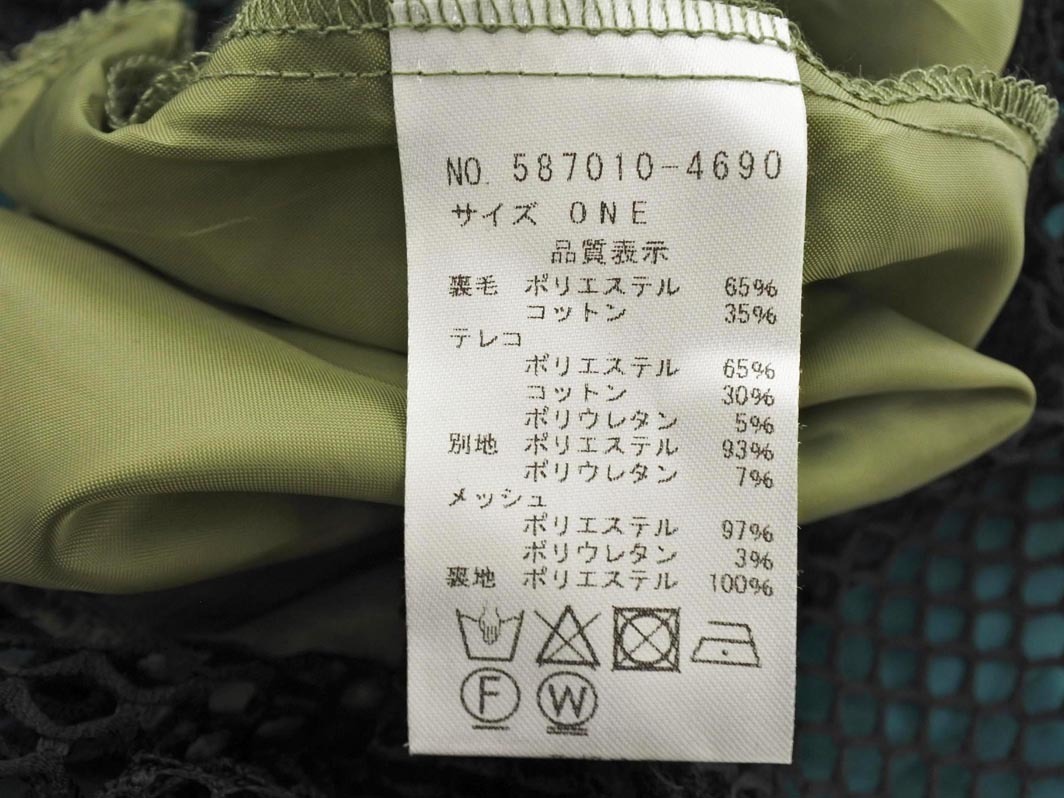 NO. 587010-4690
サイズ ONE
品質表示
裏毛 ポリエステル 65%
コットン 35%
テレコ
ポリエステル 65%
コットン 30%
ポリウレタン 5%
別地 ポリエステル 93%
ポリウレタン 7%
メッシュ
ポリエステル 97%
ポリウレタン 3%
裏地 ポリエステル 100%
F W